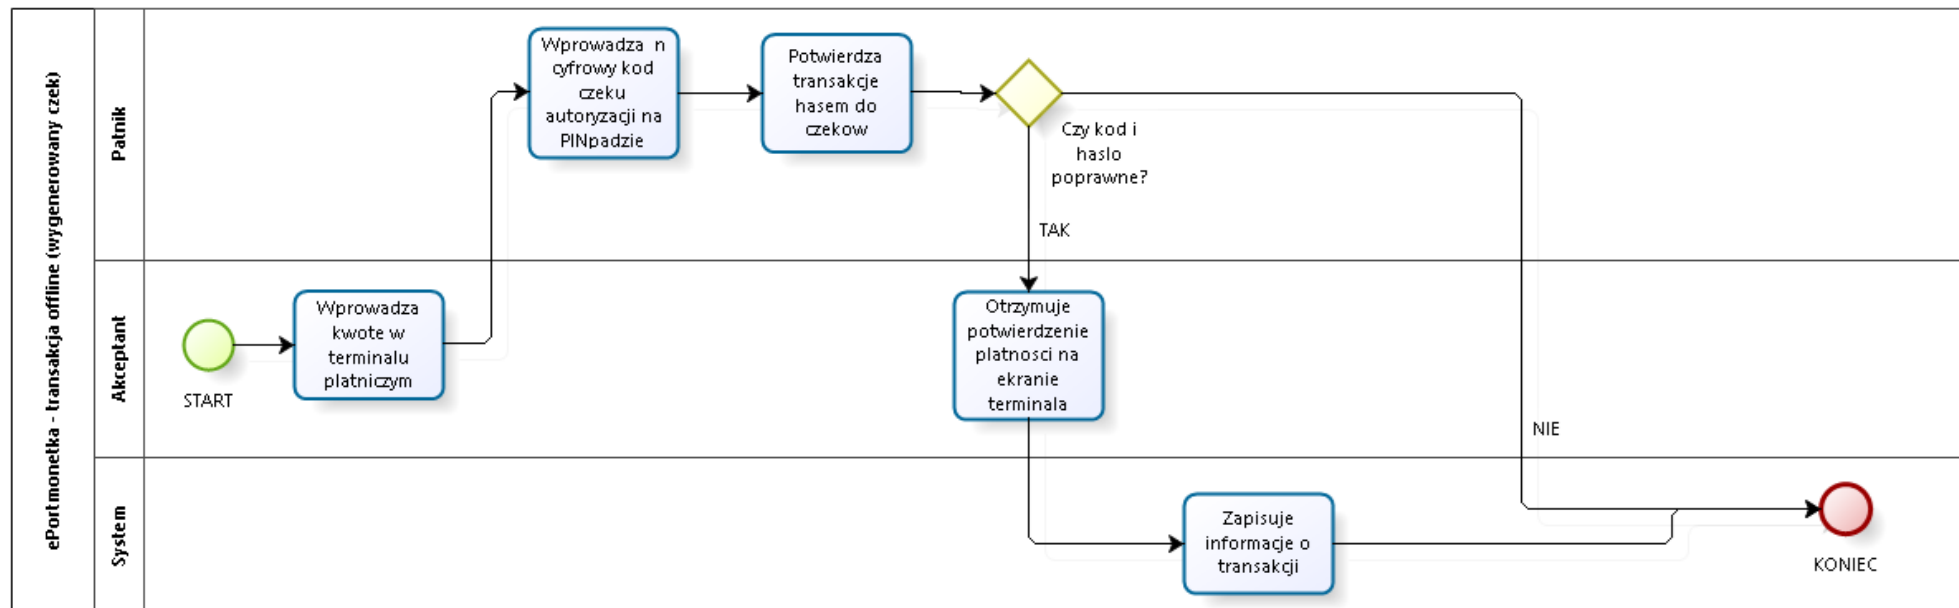 ePortmonetka - transakcja offline (wygenerowany czek)
Patnik
Wprowadza n
cyfrowy kod
czeku
autoryzacji na
PINpadzie
Potwierdza
transakcje
hasem do
czekow
Czy kod i
haslo
poprawne?
TAK
Akceptant
START
Wprowadza
kwote w
terminalu
platniczym
Otrzymuje
potwierdzenie
platnosci na
ekranie
terminala
NIE
System
Zapisuje
informacje o
transakcji
KONIEC